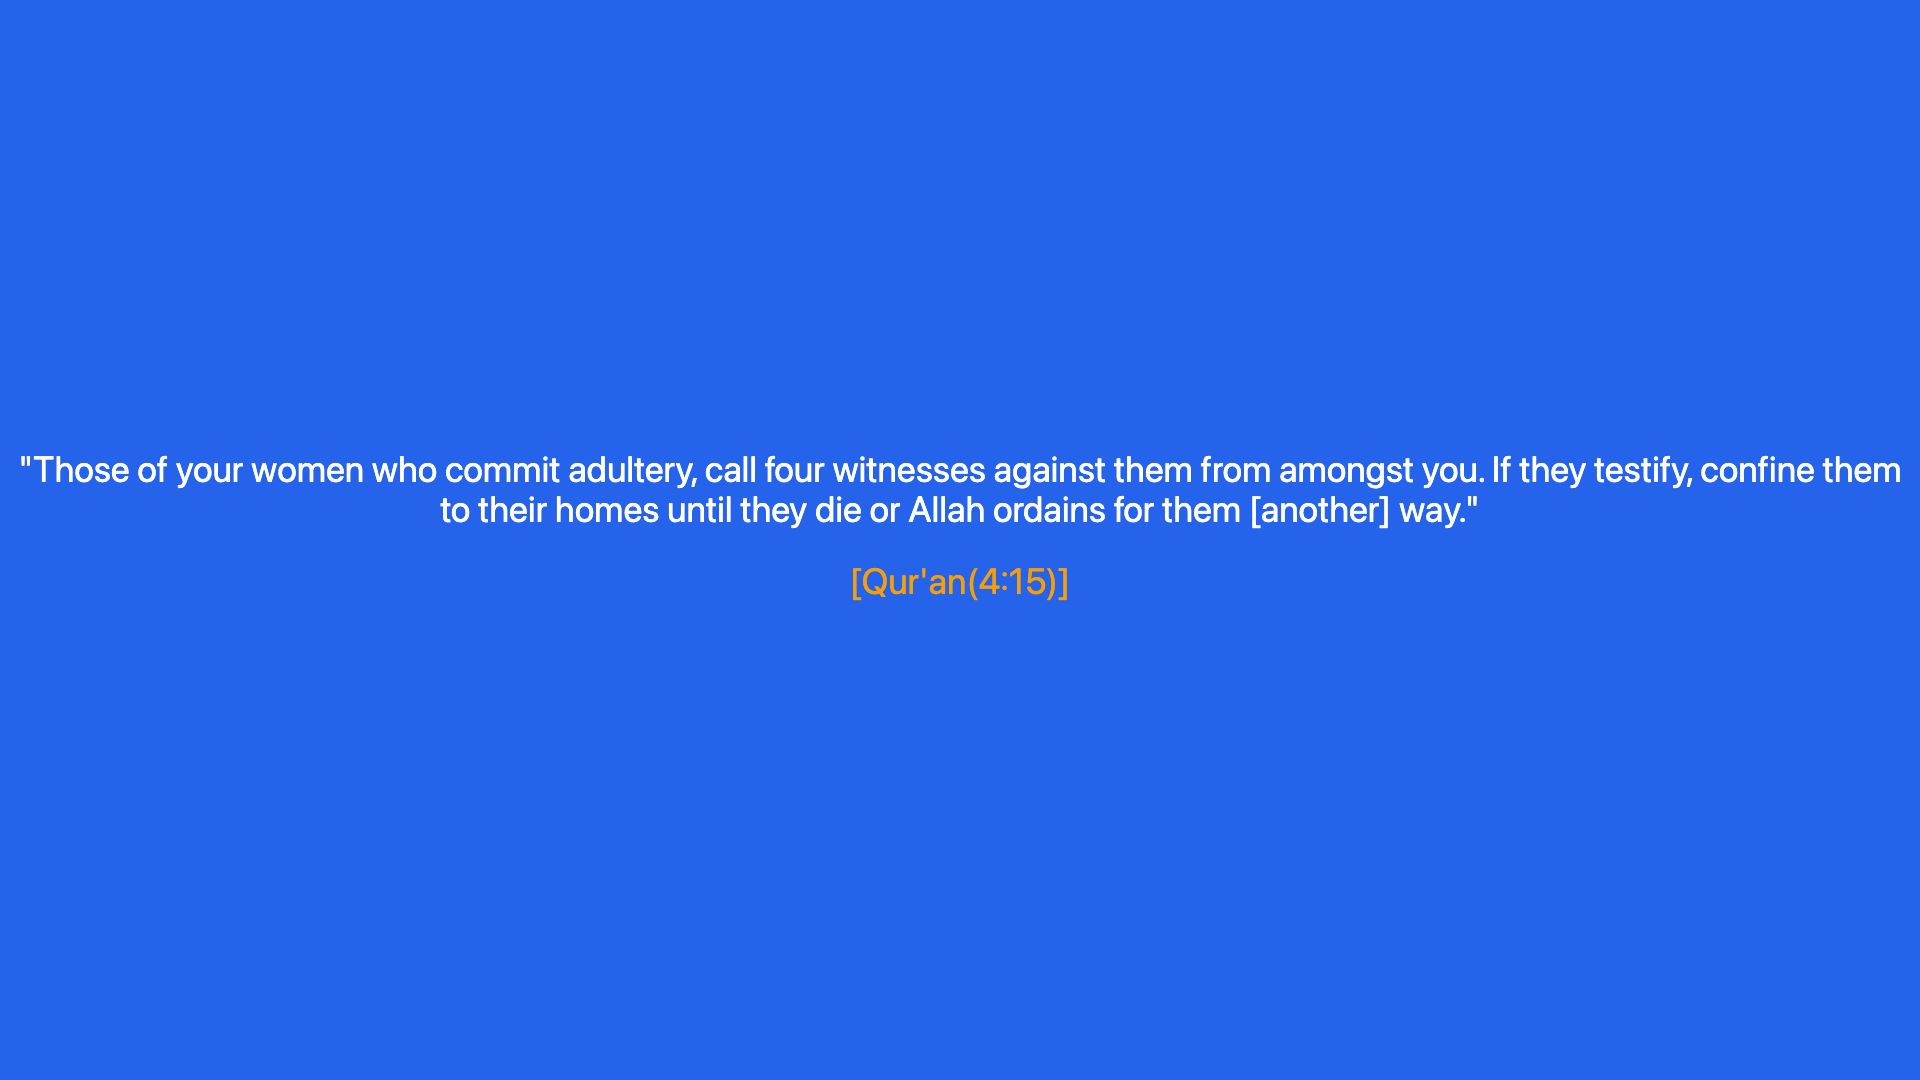 "Those of your women who commit adultery, call four witnesses against them from amongst you. If they testify, confine them
to their homes until they die or Allah ordains for them [another] way."
[Qur'an(4:15)]